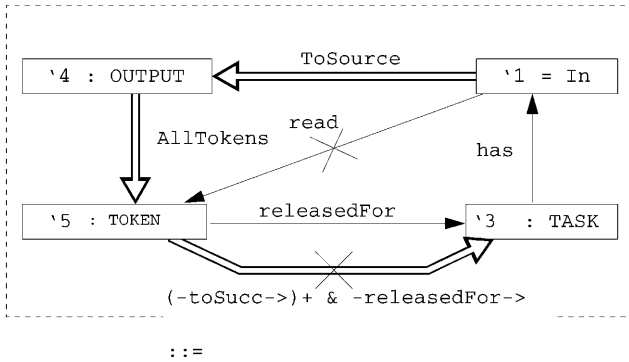 ToSource
`4 : OUTPUT
`1 = In
read
AllTokens
has
releasedFor
`5 : TOKEN
`3 : TASK
(-toSucc->)+ & -releasedFor->
::=